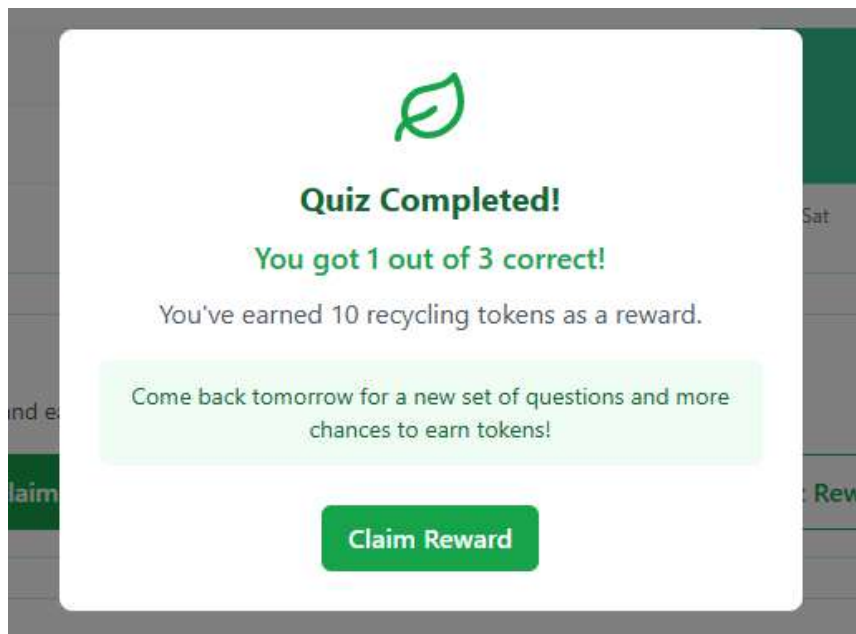 Quiz Completed!
Sat
You got 1 out of 3 correct!
You've earned 10 recycling tokens as a reward.
Come back tomorrow for a new set of questions and more
and
chances to earn tokens!
Claim Reward